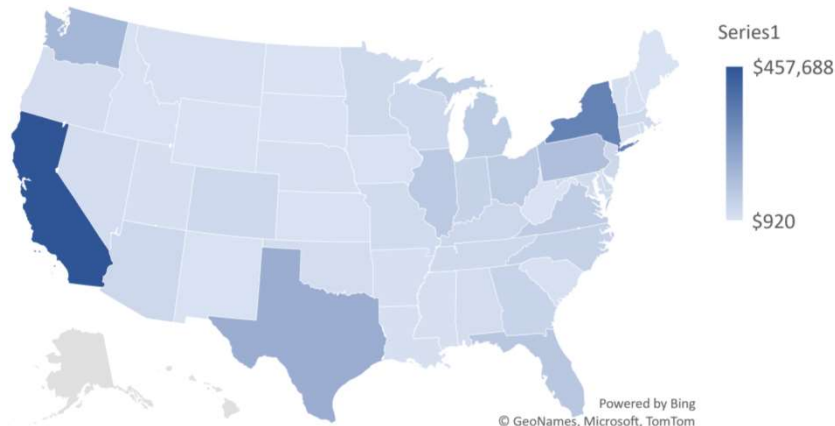 Series1
$457,688
$920
Powered by Bing
© GeoNames, Microsoft, TomTom